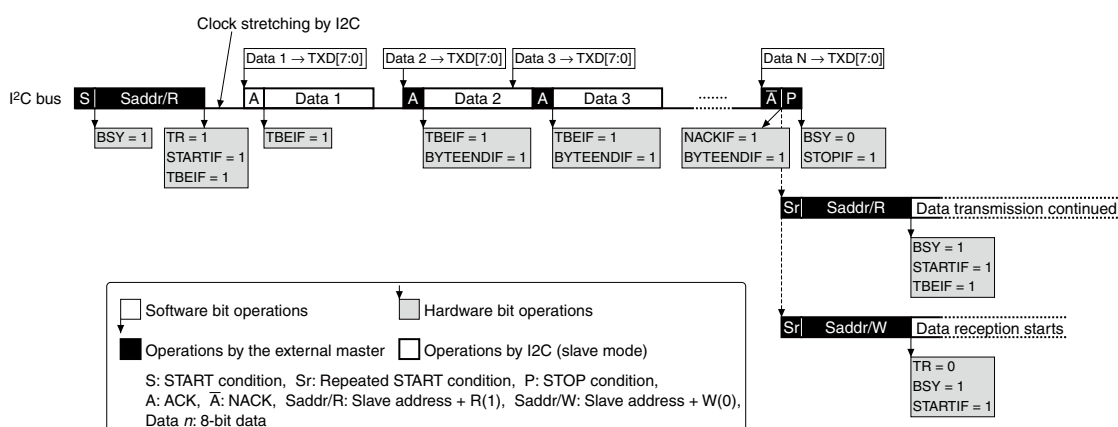 Clock stretching by I2C
Data 1 → TXD[7:0]
Data 2 → TXD[7:0]
Data 3 → TXD[7:0]
Data N → TXD[7:0]
I²C bus
S Saddr/R A Data 1 A Data 2 A Data 3 ······ A̅ P
BSY = 1
TR = 1
STARTIF = 1
TBEIF = 1
TBEIF = 1
TBEIF = 1
BYTEENDIF = 1
TBEIF = 1
BYTEENDIF = 1
NACKIF = 1
BYTEENDIF = 1
BSY = 0
STOPIF = 1
Sr Saddr/R Data transmission continued
BSY = 1
STARTIF = 1
TBEIF = 1
Sr Saddr/W Data reception starts
TR = 0
BSY = 1
STARTIF = 1
Software bit operations
Hardware bit operations
Operations by the external master
Operations by I2C (slave mode)
S: START condition, Sr: Repeated START condition, P: STOP condition,
A: ACK, A̅: NACK, Saddr/R: Slave address + R(1), Saddr/W: Slave address + W(0),
Data n: 8-bit data